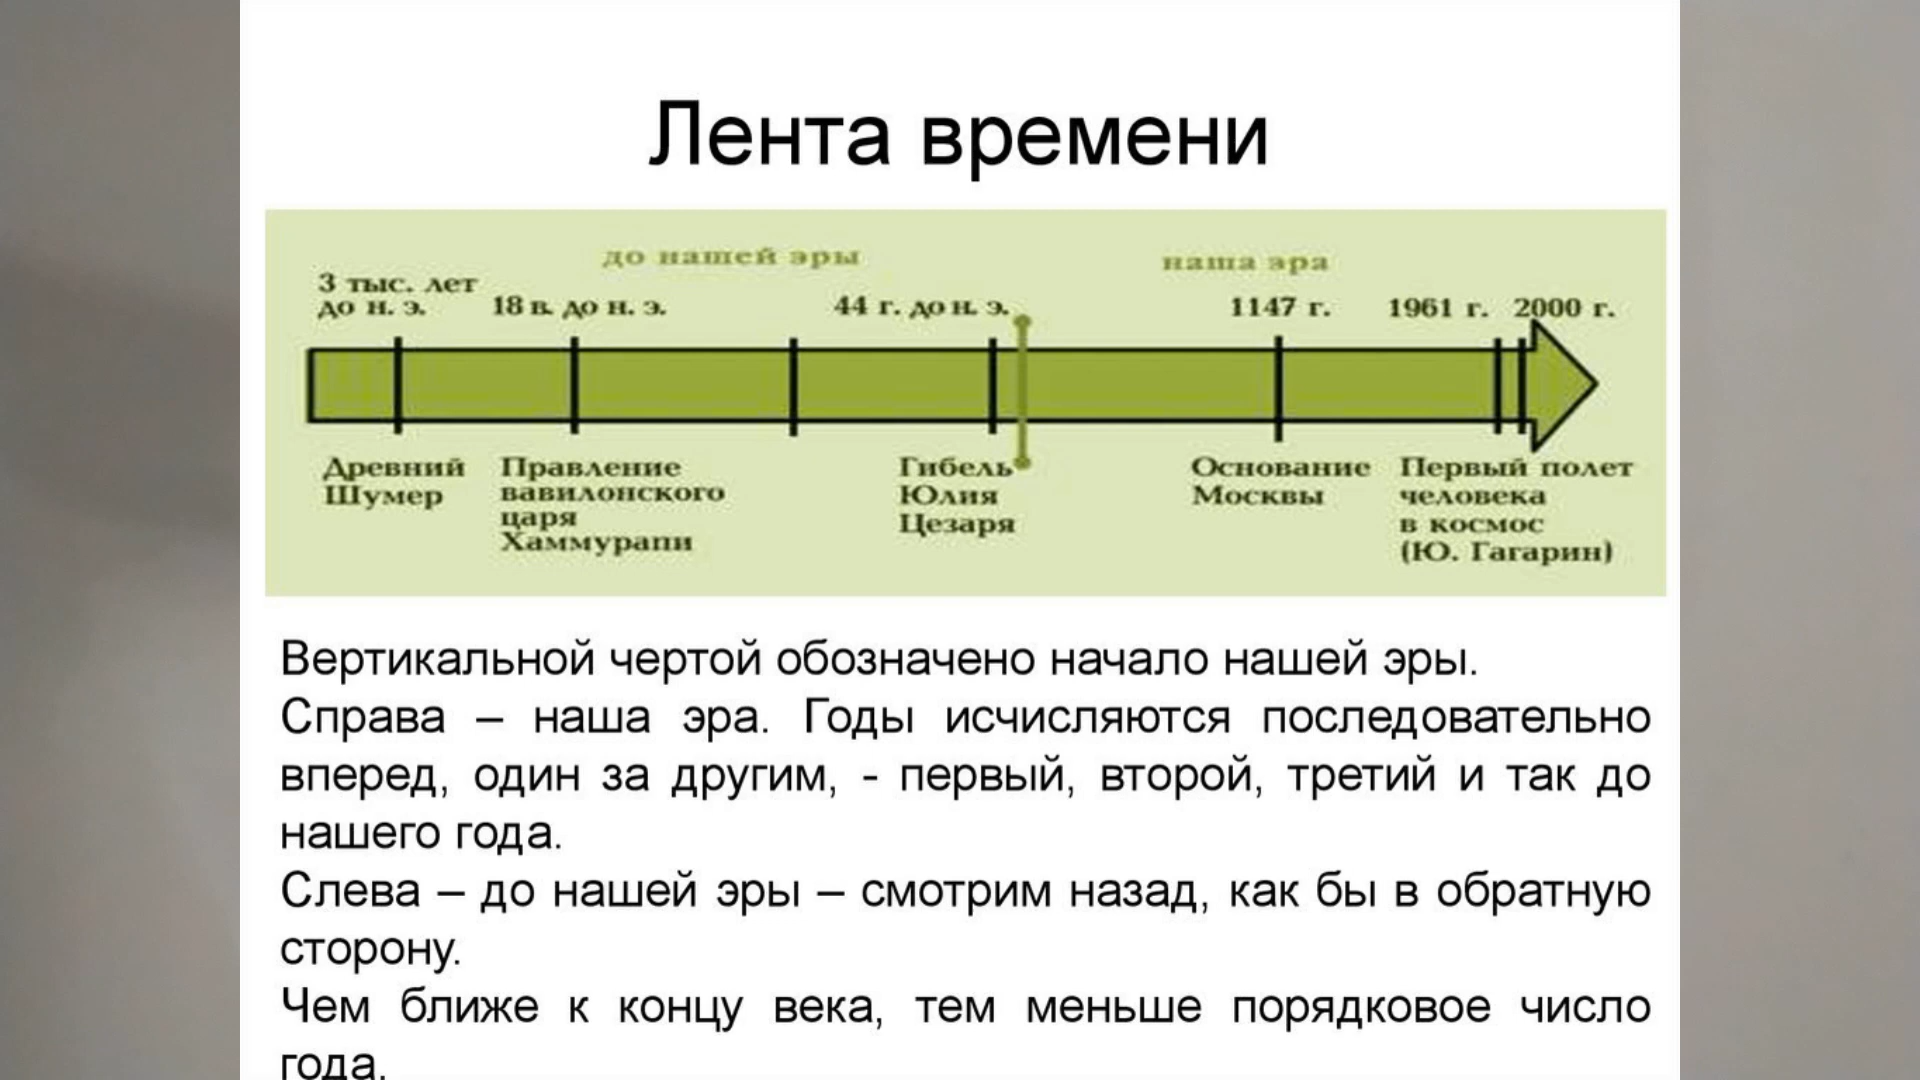 Лента времени
до нашей эры
наша эра
3 тыс. лет
до н. э.
18 в. до н. э.
44 г. до н. э.
1147 г.
1961 г.
2000 г.
Древний
Шумер
Правление
вавилонского
царя
Хаммурапи
Гибель
Юлия
Цезаря
Основание
Москвы
Первый полет
человека
в космос
(Ю. Гагарин)
Вертикальной чертой обозначено начало нашей эры.
Справа – наша эра. Годы исчисляются последовательно
вперед, один за другим, - первый, второй, третий и так до
нашего года.
Слева – до нашей эры – смотрим назад, как бы в обратную
сторону.
Чем ближе к концу века, тем меньше порядковое число
года.